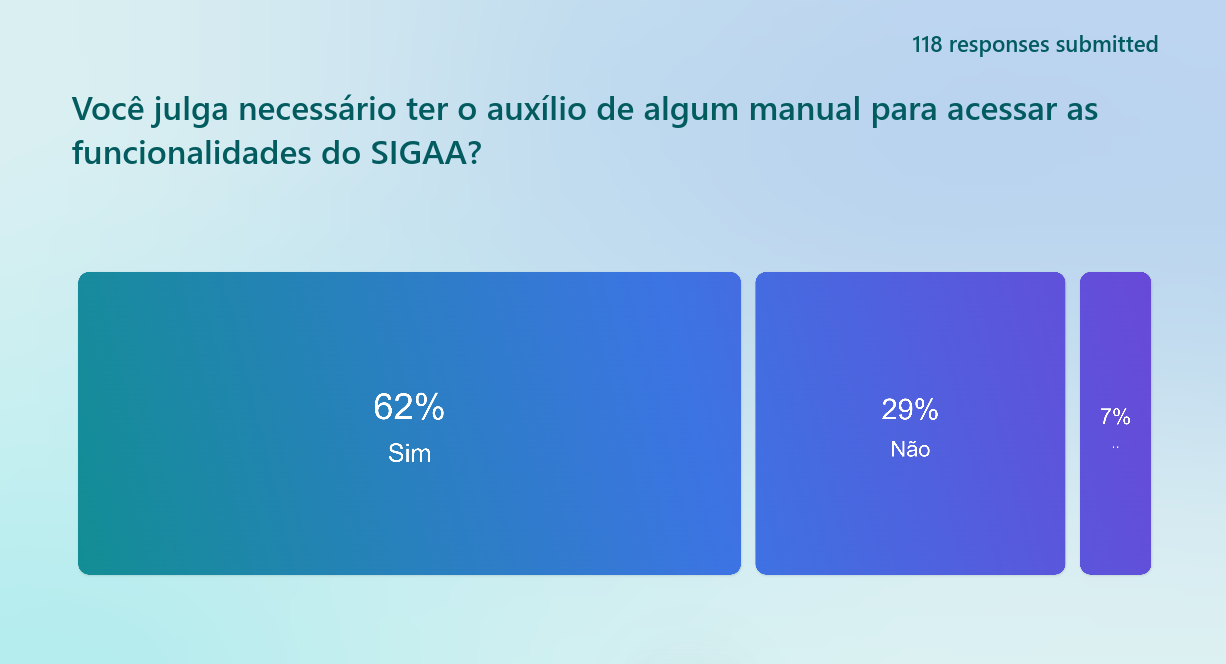 118 responses submitted
Você julga necessário ter o auxílio de algum manual para acessar as
funcionalidades do SIGAA?
62%
Sim
29%
Não
7%
..